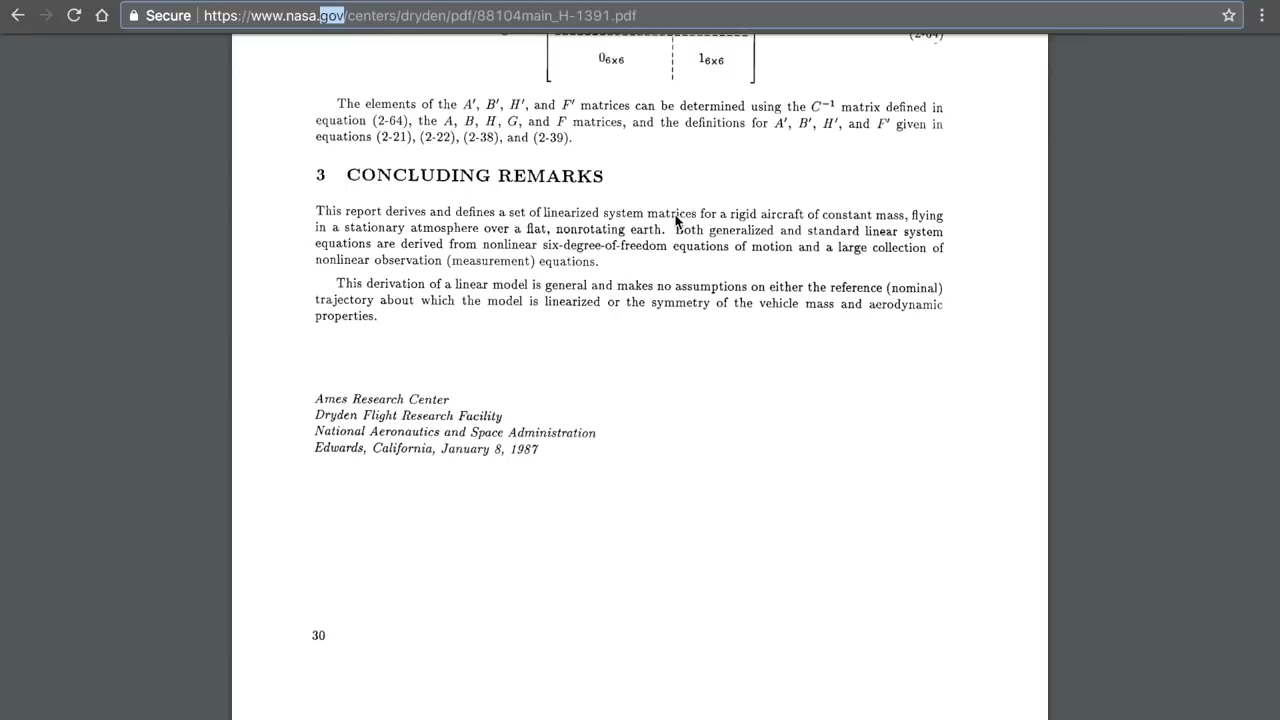 Secure | https://www.nasa.gov/centers/dryden/pdf/88104main_H-1391.pdf
(2-64)
0₆ₓ₆ 1₆ₓ₆
The elements of the A′, B′, H′, and F′ matrices can be determined using the C⁻¹ matrix defined in
equation (2-64), the A, B, H, G, and F matrices, and the definitions for A′, B′, H′, and F′ given in
equations (2-21), (2-22), (2-38), and (2-39).
3 CONCLUDING REMARKS
This report derives and defines a set of linearized system matrices for a rigid aircraft of constant mass, flying
in a stationary atmosphere over a flat, nonrotating earth. Both generalized and standard linear system
equations are derived from nonlinear six-degree-of-freedom equations of motion and a large collection of
nonlinear observation (measurement) equations.
This derivation of a linear model is general and makes no assumptions on either the reference (nominal)
trajectory about which the model is linearized or the symmetry of the vehicle mass and aerodynamic
properties.
Ames Research Center
Dryden Flight Research Facility
National Aeronautics and Space Administration
Edwards, California, January 8, 1987
30